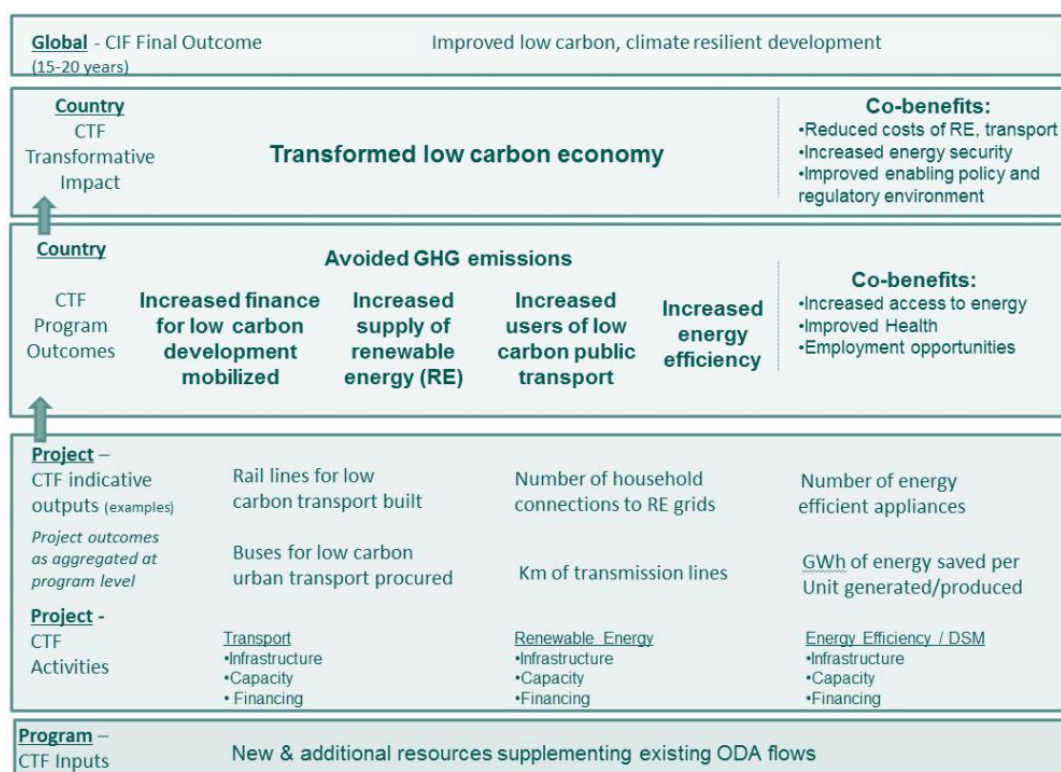 Global - CIF Final Outcome
(15-20 years)
Improved low carbon, climate resilient development
Country
CTF
Transformative
Impact
Transformed low carbon economy
Co-benefits:
•Reduced costs of RE, transport
•Increased energy security
•Improved enabling policy and
regulatory environment
Country
CTF
Program
Outcomes
Avoided GHG emissions
Increased finance
for low carbon
development
mobilized
Increased
supply of
renewable
energy (RE)
Increased
users of low
carbon public
transport
Increased
energy
efficiency
Co-benefits:
•Increased access to energy
•Improved Health
•Employment opportunities
Project –
CTF indicative
outputs (examples)
Project outcomes
as aggregated at
program level
Rail lines for low
carbon transport built
Number of household
connections to RE grids
Number of energy
efficient appliances
Buses for low carbon
urban transport procured
Km of transmission lines
GWh of energy saved per
Unit generated/produced
Project -
CTF
Activities
Transport
•Infrastructure
•Capacity
• Financing
Renewable Energy
•Infrastructure
•Capacity
•Financing
Energy Efficiency / DSM
•Infrastructure
•Capacity
•Financing
Program –
CTF Inputs
New & additional resources supplementing existing ODA flows